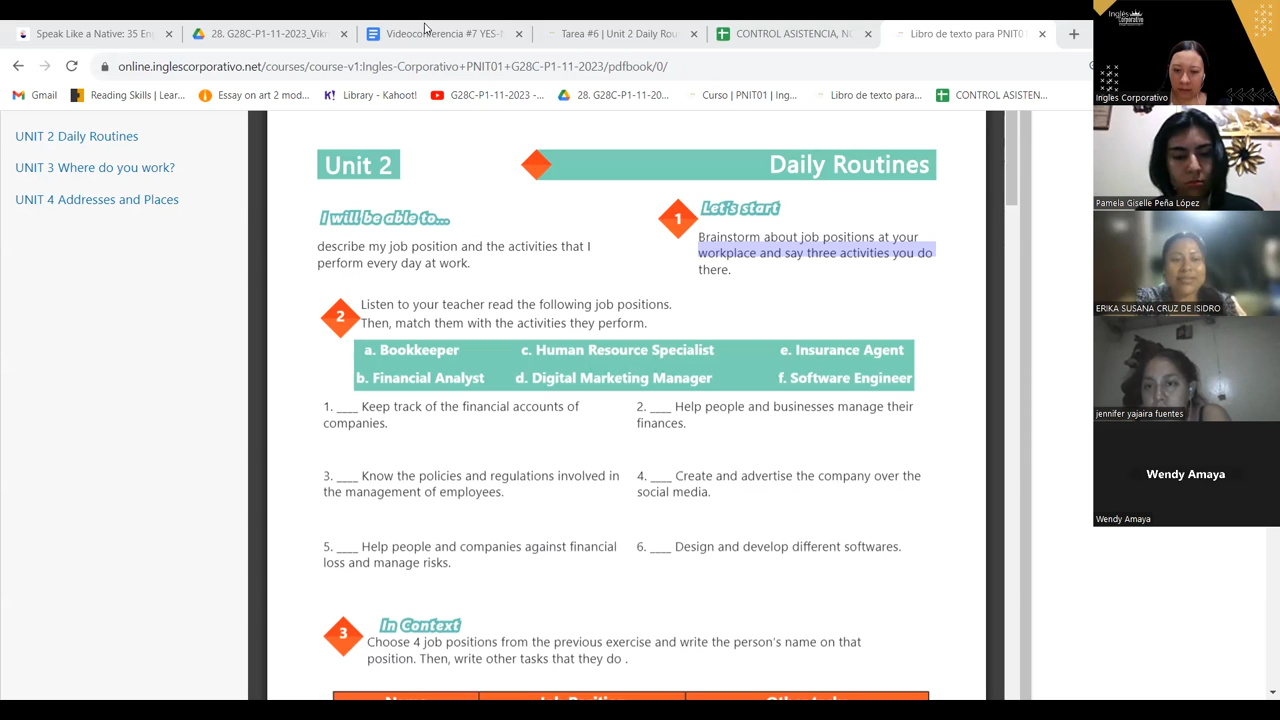 Speak Like a Native: 35 En
28. G28C-P1-11-2023_Vikn
Videoconferencia #7 YES-N
Tarea #6 | Unit 2 Daily Rou
CONTROL ASISTENCIA, NO
Libro de texto para PNIT01
online.inglescorporativo.net/courses/course-v1:Ingles-Corporativo+PNIT01+G28C-P1-11-2023/pdfbook/0/
Gmail
Reading Skills | Lear...
Essay on art 2 mod...
Library - Kahoot!
G28C-P1-11-2023 -...
28. G28C-P1-11-20...
Curso | PNIT01 | Ing...
Libro de texto para...
CONTROL ASISTEN...
UNIT 2 Daily Routines
UNIT 3 Where do you work?
UNIT 4 Addresses and Places
Unit 2
Daily Routines
I will be able to...
describe my job position and the activities that I
perform every day at work.
1
Let's start
Brainstorm about job positions at your
workplace and say three activities you do
there.
2
Listen to your teacher read the following job positions.
Then, match them with the activities they perform.
a. Bookkeeper
c. Human Resource Specialist
e. Insurance Agent
b. Financial Analyst
d. Digital Marketing Manager
f. Software Engineer
1. ____ Keep track of the financial accounts of
companies.
2. ____ Help people and businesses manage their
finances.
3. ____ Know the policies and regulations involved in
the management of employees.
4. ____ Create and advertise the company over the
social media.
5. ____ Help people and companies against financial
loss and manage risks.
6. ____ Design and develop different softwares.
3
In Context
Choose 4 job positions from the previous exercise and write the person's name on that
position. Then, write other tasks that they do .
Name
Job Position
Other tasks
Inglés
Corporativo
Ingles Corporativo
Pamela Giselle Peña López
ERIKA SUSANA CRUZ DE ISIDRO
jennifer yajaira fuentes
Wendy Amaya
Wendy Amaya